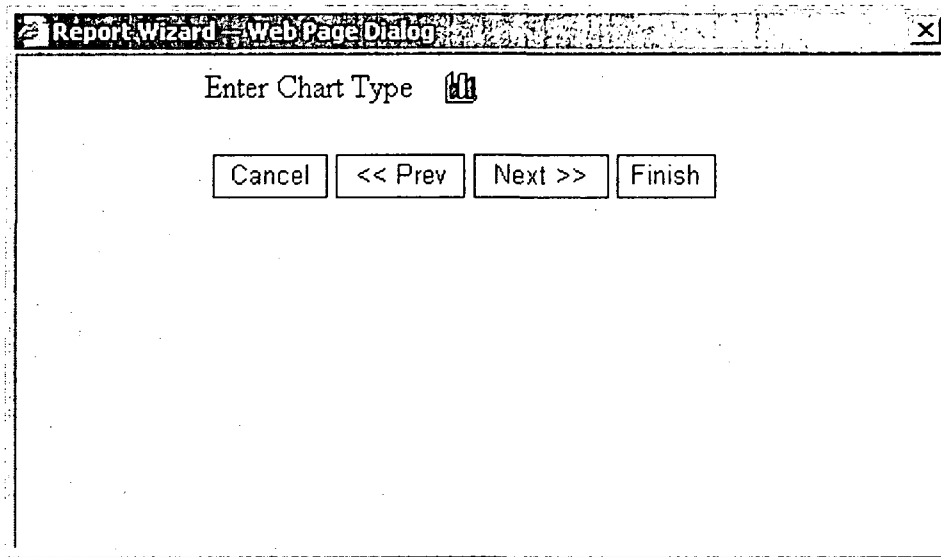 Report Wizard -- Web Page Dialog
Enter Chart Type
Cancel << Prev Next >> Finish